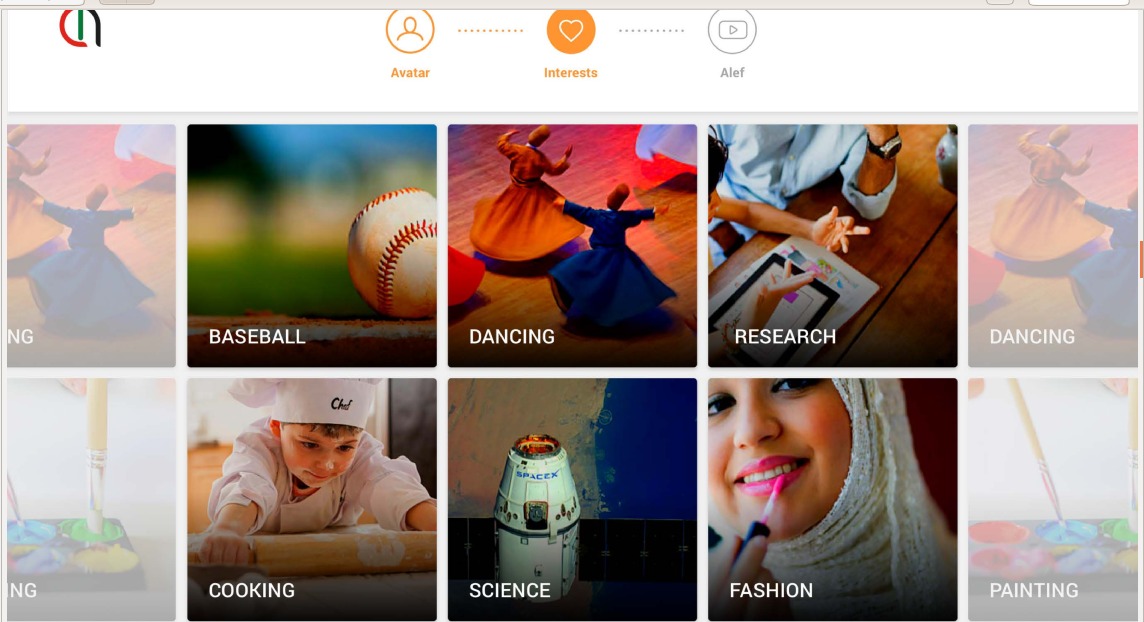 Avatar
Interests
Alef
NG
BASEBALL
DANCING
RESEARCH
DANCING
Chef
SPACEX
NG
COOKING
SCIENCE
FASHION
PAINTING